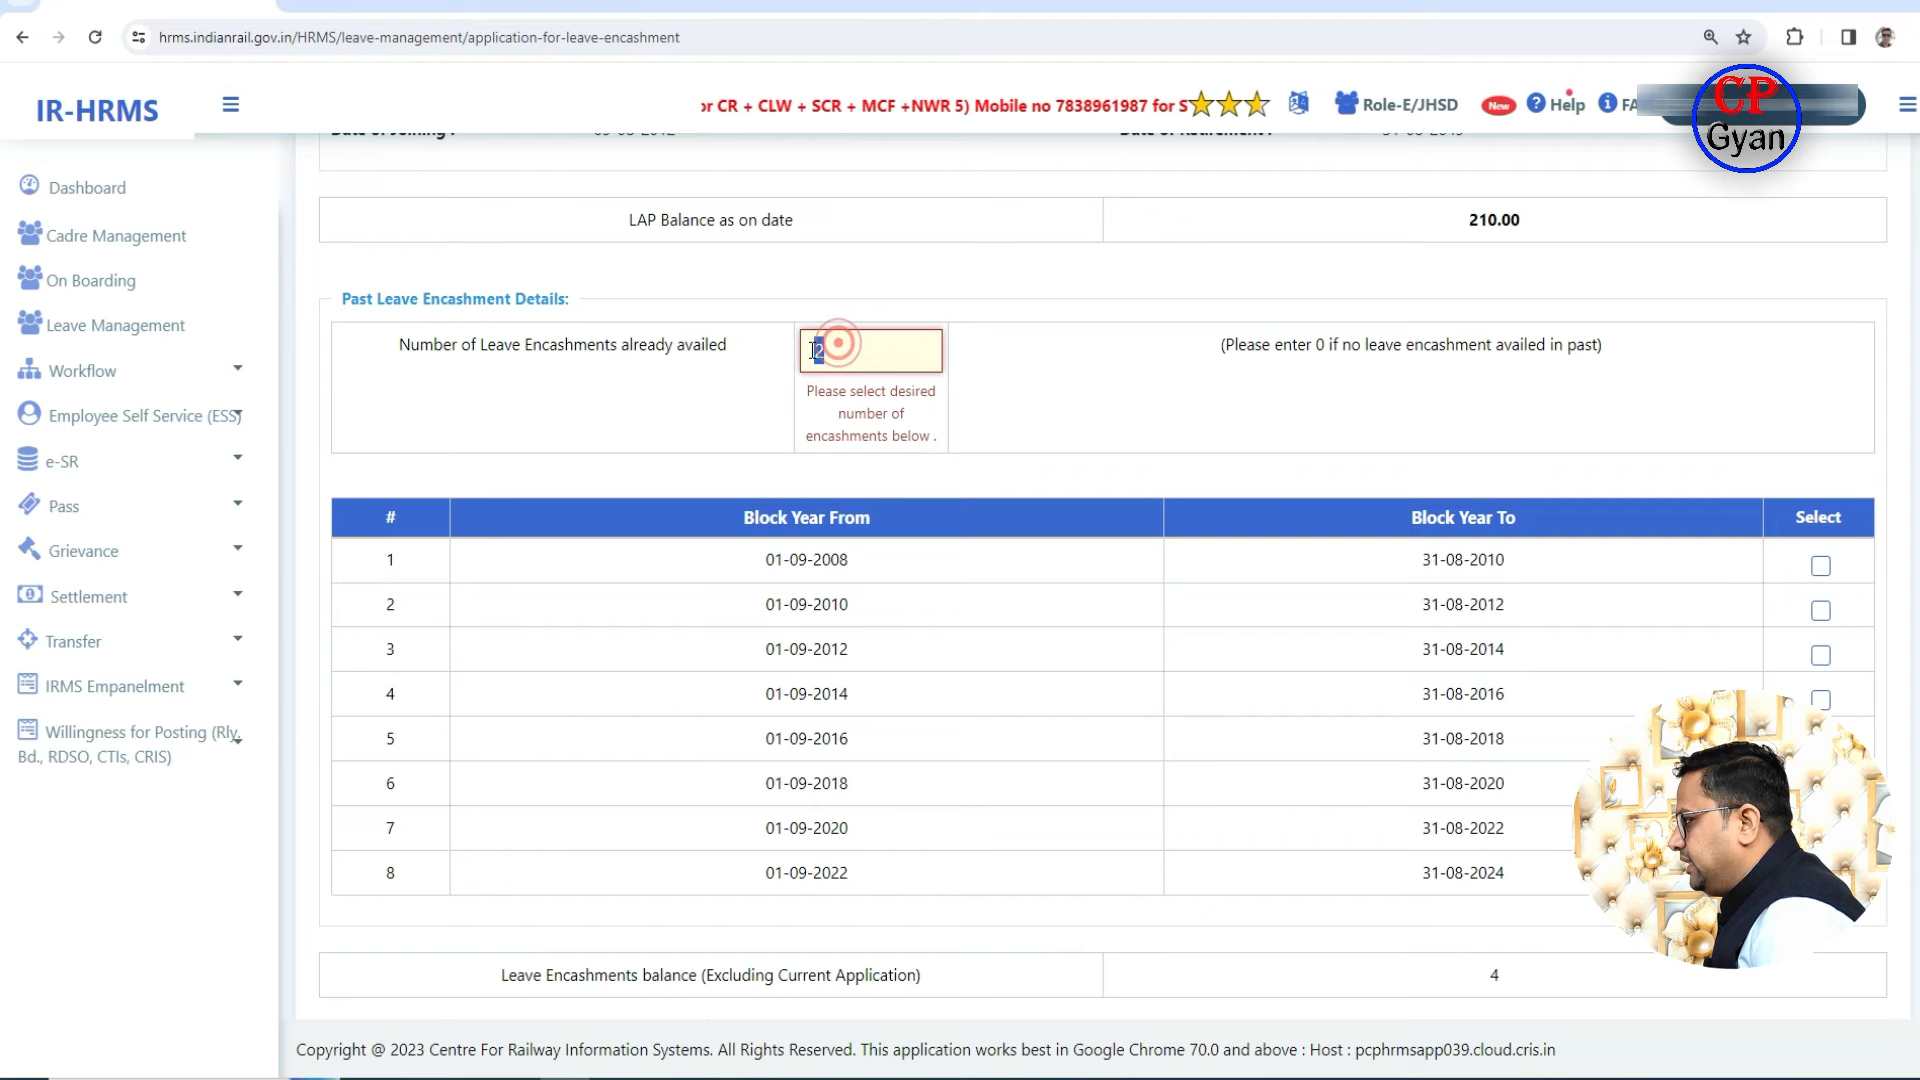 hrms.indianrail.gov.in/HRMS/leave-management/application-for-leave-encashment
IR-HRMS
or CR + CLW + SCR + MCF +NWR 5) Mobile no 7838961987 for S
Role-E/JHSD
New
Help
FA
CP
Gyan
Dashboard
Cadre Management
On Boarding
Leave Management
Workflow
Employee Self Service (ESS)
e-SR
Pass
Grievance
Settlement
Transfer
IRMS Empanelment
Willingness for Posting (Rly.
Bd., RDSO, CTIs, CRIS)
LAP Balance as on date 210.00
Past Leave Encashment Details:
Number of Leave Encashments already availed 2 (Please enter 0 if no leave encashment availed in past)
Please select desired
number of
encashments below .
# Block Year From Block Year To Select
1 01-09-2008 31-08-2010
2 01-09-2010 31-08-2012
3 01-09-2012 31-08-2014
4 01-09-2014 31-08-2016
5 01-09-2016 31-08-2018
6 01-09-2018 31-08-2020
7 01-09-2020 31-08-2022
8 01-09-2022 31-08-2024
Leave Encashments balance (Excluding Current Application) 4
Copyright @ 2023 Centre For Railway Information Systems. All Rights Reserved. This application works best in Google Chrome 70.0 and above : Host : pcphrmsapp039.cloud.cris.in